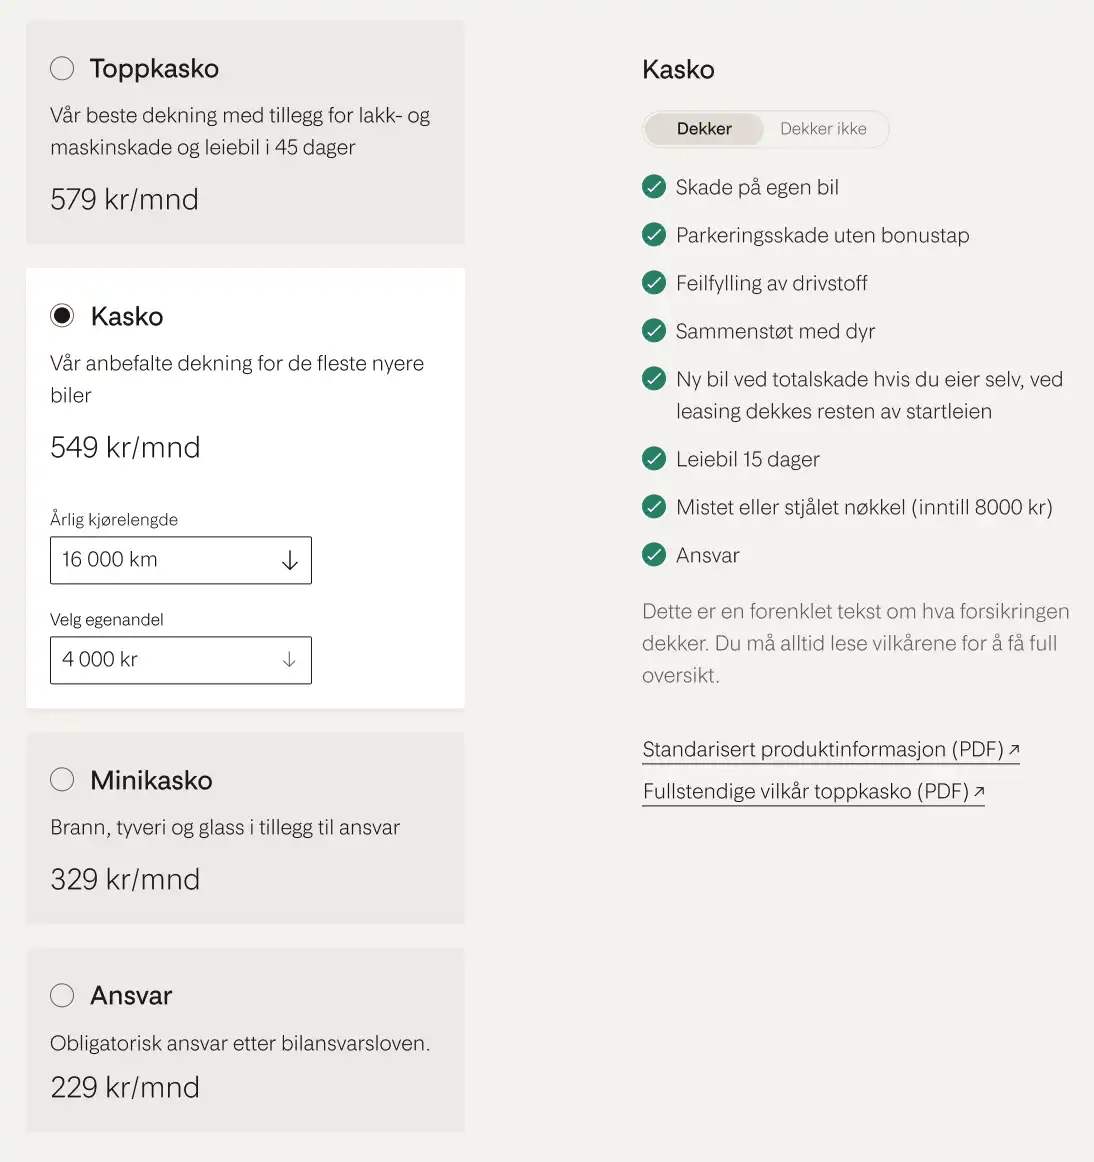 Toppkasko
Vår beste dekning med tillegg for lakk- og
maskinskade og leiebil i 45 dager
579 kr/mnd
Kasko
Vår anbefalte dekning for de fleste nyere
biler
549 kr/mnd
Årlig kjørelengde
16 000 km
Velg egenandel
4 000 kr
Minikasko
Brann, tyveri og glass i tillegg til ansvar
329 kr/mnd
Ansvar
Obligatorisk ansvar etter bilansvarsloven.
229 kr/mnd
Kasko
Dekker Dekker ikke
Skade på egen bil
Parkeringsskade uten bonustap
Feilfylling av drivstoff
Sammenstøt med dyr
Ny bil ved totalskade hvis du eier selv, ved
leasing dekkes resten av startleien
Leiebil 15 dager
Mistet eller stjålet nøkkel (inntill 8000 kr)
Ansvar
Dette er en forenklet tekst om hva forsikringen
dekker. Du må alltid lese vilkårene for å få full
oversikt.
Standarisert produktinformasjon (PDF)
Fullstendige vilkår toppkasko (PDF)